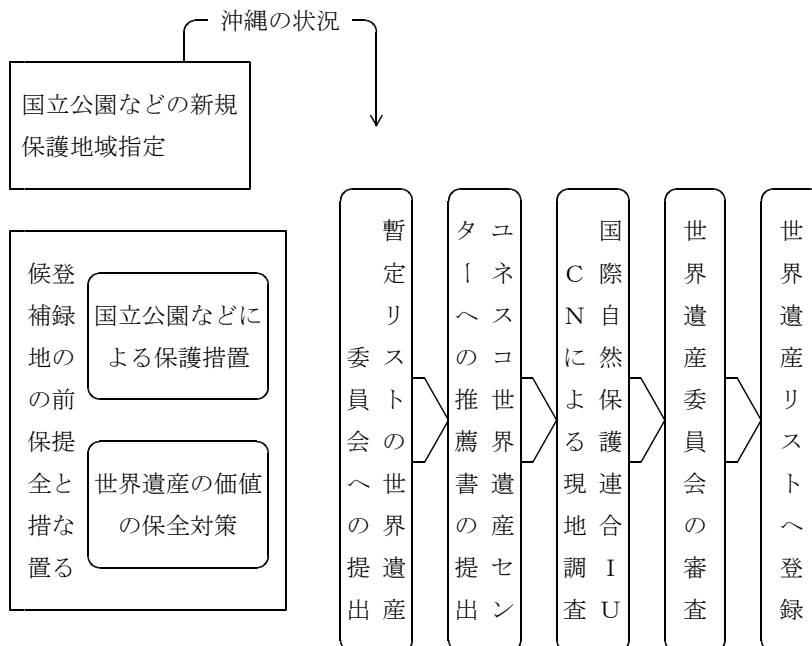 沖縄の状況
国立公園などの新規
保護地域指定
登録の前提となる
候補地の保全措置
国立公園などに
よる保護措置
世界遺産の価値
の保全対策
暫定リストの世界遺産
委員会への提出
ユネスコ世界遺産セン
ターへの推薦書の提出
国際自然保護連合IU
CNによる現地調査
世界遺産委員会の審査
世界遺産リストへ登録